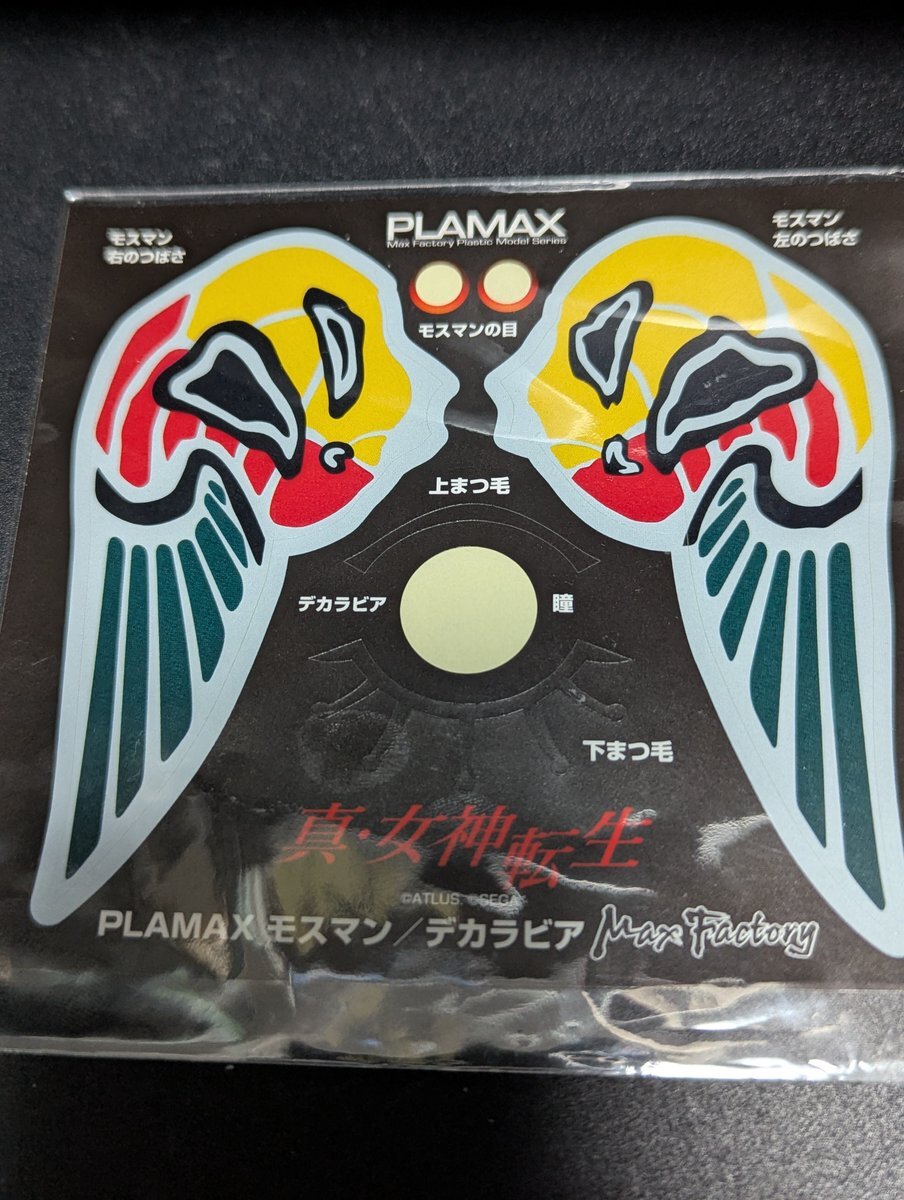 PLAMAX
Max Factory Plastic Model Series
モスマン
右のつばさ
モスマン
左のつばさ
モスマンの目
上まつ毛
デカラビア
瞳
下まつ毛
真・女神転生
©ATLUS. ©SEGA
PLAMAX モスマン／デカラビア Max Factory